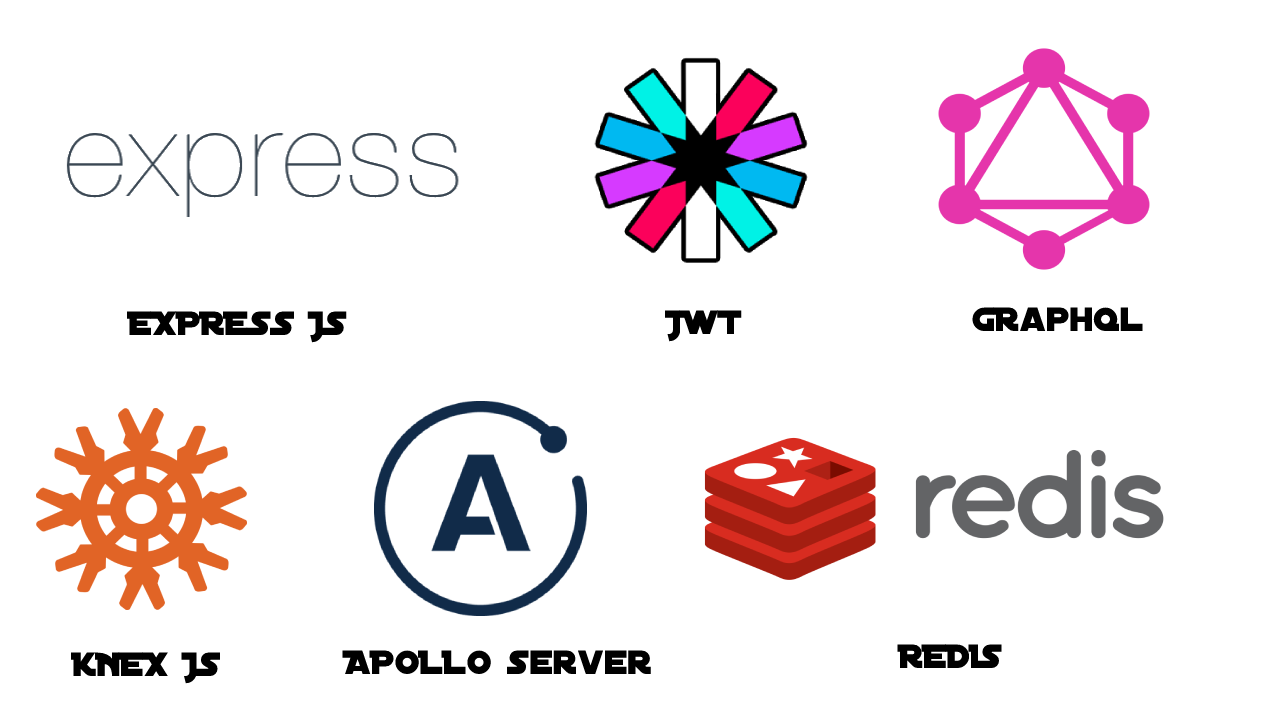 express
EXPRESS JS
JWT
GRAPHQL
A
redis
KNEX JS
APOLLO SERVER
REDIS